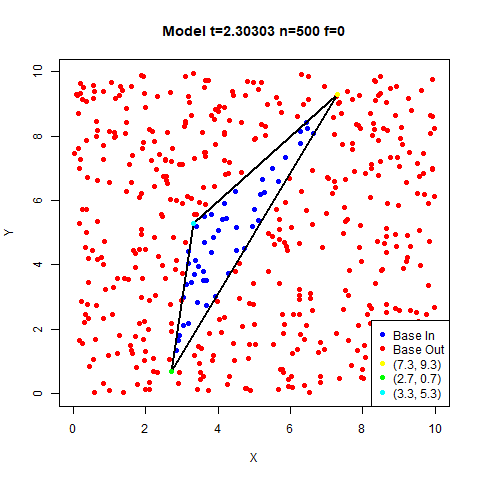 Model t=2.30303 n=500 f=0
10
8
6
4
2
0
Y
Base In
Base Out
(7.3, 9.3)
(2.7, 0.7)
(3.3, 5.3)
0 2 4 6 8 10
X